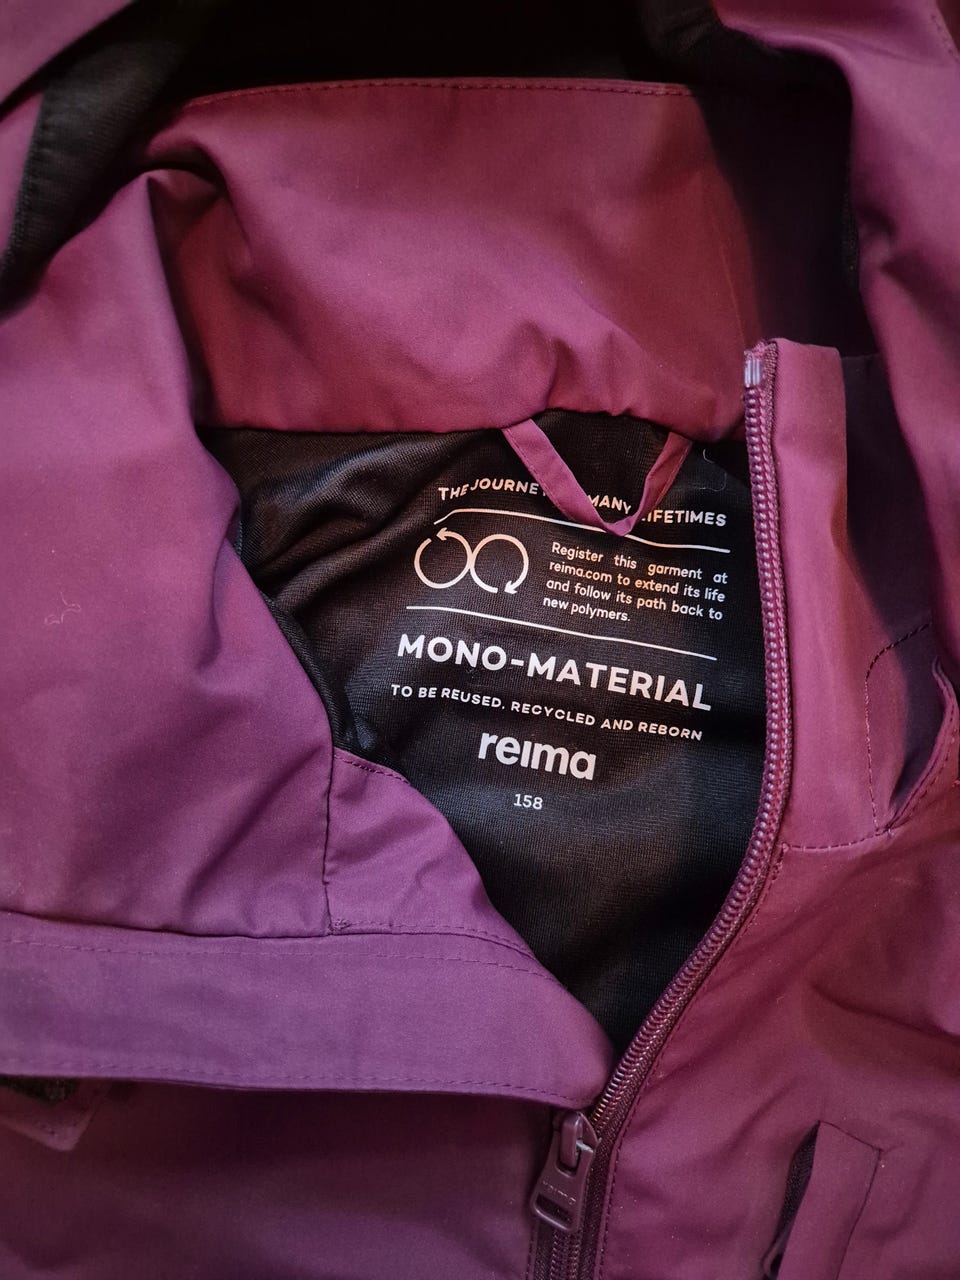 THE JOURNE MANY LIFETIMES
Register this garment at
reima.com to extend its life
and follow its path back to
new polymers.
MONO-MATERIAL
TO BE REUSED, RECYCLED AND REBORN
reima
158